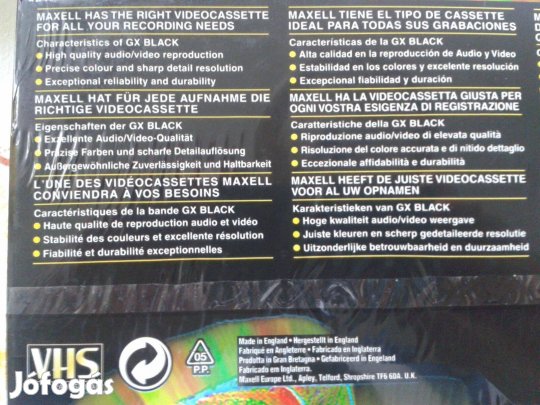 MAXELL HAS THE RIGHT VIDEOCASSETTE
FOR ALL YOUR RECORDING NEEDS
Characteristics of GX BLACK
● High quality audio/video reproduction
● Precise colour and sharp detail resolution
● Exceptional reliability and durability
MAXELL HAT FÜR JEDE AUFNAHME DIE
RICHTIGE VIDEOCASSETTE
Eigenschaften der GX BLACK
● Exzellente Audio/Video-Qualität
● Präzise Farben und scharfe Detailauflösung
● Außergewöhnliche Zuverlässigkeit und Haltbarkeit
L'UNE DES VIDÉOCASSETTES MAXELL
CONVIENDRA À VOS BESOINS
Caractéristiques de la bande GX BLACK
● Haute qualite de reproduction audio et vidéo
● Stabilité des couleurs et excellente résolution
● Fiabilité et durabilité exceptionnelles
MAXELL TIENE EL TIPO DE CASSETTE
IDEAL PARA TODAS SUS GRABACIONES
Características de la GX BLACK
● Alta calidad en la reproducción de Audio y Video
● Estabilidad en los colores y excelente resolución
● Excepcional fiabilidad y duración
MAXELL HA LA VIDEOCASSETTA GIUSTA PER
OGNI VOSTRA ESIGENZA DI REGISTRAZIONE
Caratteristiche della GX BLACK
● Riproduzione audio/video di elevata qualità
● Risoluzione del colore accurata e di nitido dettaglio
● Eccezionale affidabilità e durabilità
MAXELL HEEFT DE JUISTE VIDEOCASSETTE
VOOR AL UW OPNAMEN
Karakteristieken van GX BLACK
● Hoge kwaliteit audio/video weergave
● Juiste kleuren en scherp gedetaileerde resolutie
● Uitzonderlijke betrouwbaarheid en duurzaamheid
VHS
05
P.P.
Made in England • Hergestellt in England
Fabriqué en Angleterre • Fabricado en Inglaterra
Prodotta in Gran Bretagna • Gefabriceerd in Engeland
Fabricado em Inglaterra.
Maxell Europe Ltd., Apley, Telford, Shropshire TF6 6DA. U.K.
Jófogás